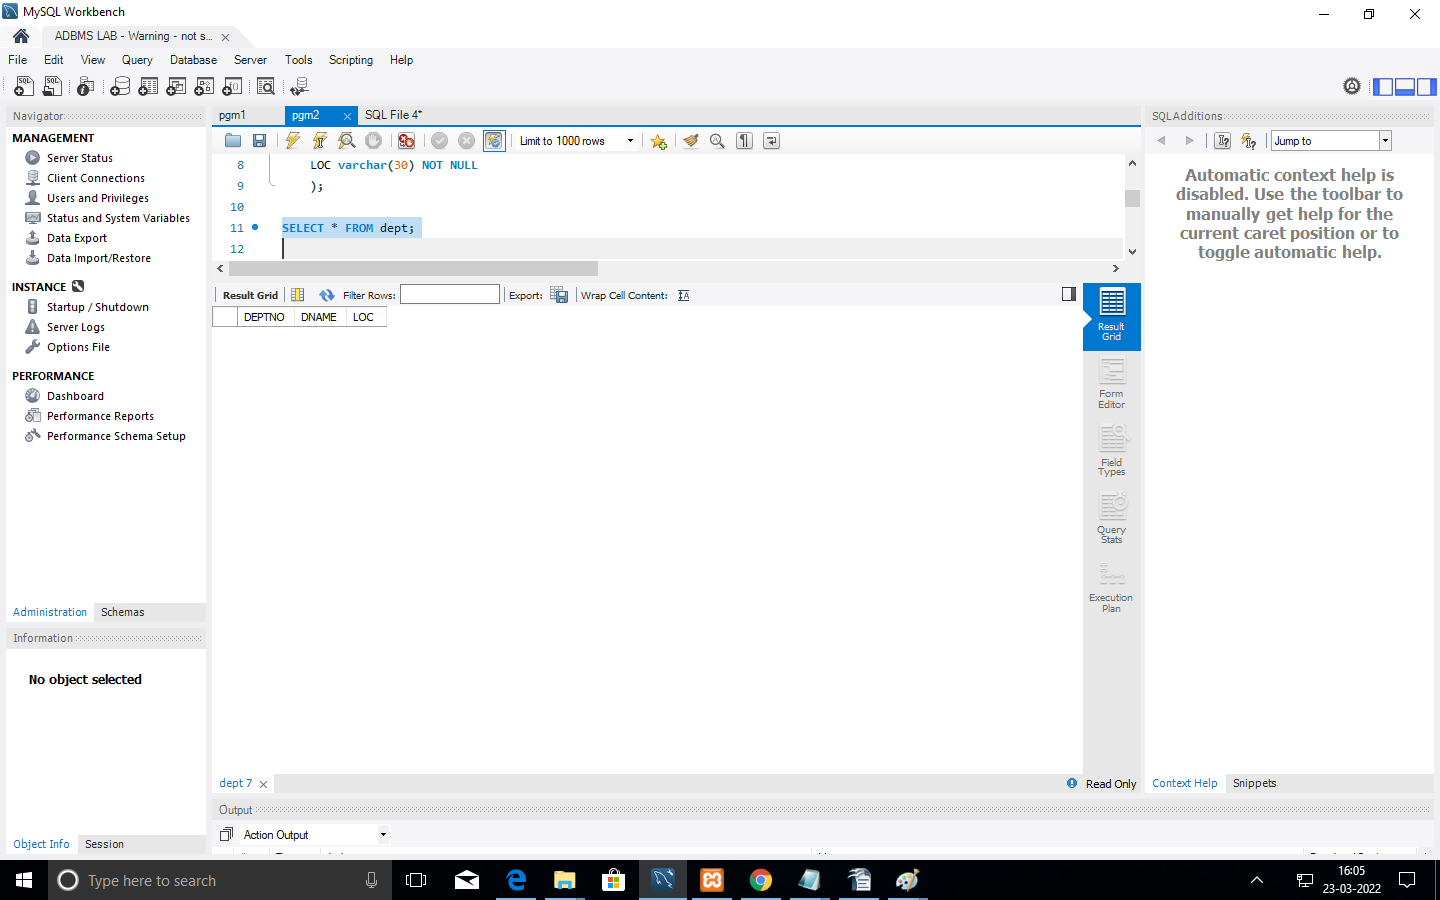 MySQL Workbench
ADBMS LAB - Warning - not s...
File Edit View Query Database Server Tools Scripting Help
Navigator
MANAGEMENT
Server Status
Client Connections
Users and Privileges
Status and System Variables
Data Export
Data Import/Restore
INSTANCE
Startup / Shutdown
Server Logs
Options File
PERFORMANCE
Dashboard
Performance Reports
Performance Schema Setup
Administration Schemas
Information
No object selected
Object Info Session
pgm1 pgm2 SQL File 4*
Limit to 1000 rows
8 LOC varchar(30) NOT NULL
9 );
10
11 SELECT * FROM dept;
12
Result Grid Filter Rows: Export: Wrap Cell Content:
DEPTNO DNAME LOC
Result
Grid
Form
Editor
Field
Types
Query
Stats
Execution
Plan
dept 7 Read Only
Output
Action Output
SQLAdditions
Jump to
Automatic context help is
disabled. Use the toolbar to
manually get help for the
current caret position or to
toggle automatic help.
Context Help Snippets
Type here to search
16:05
23-03-2022